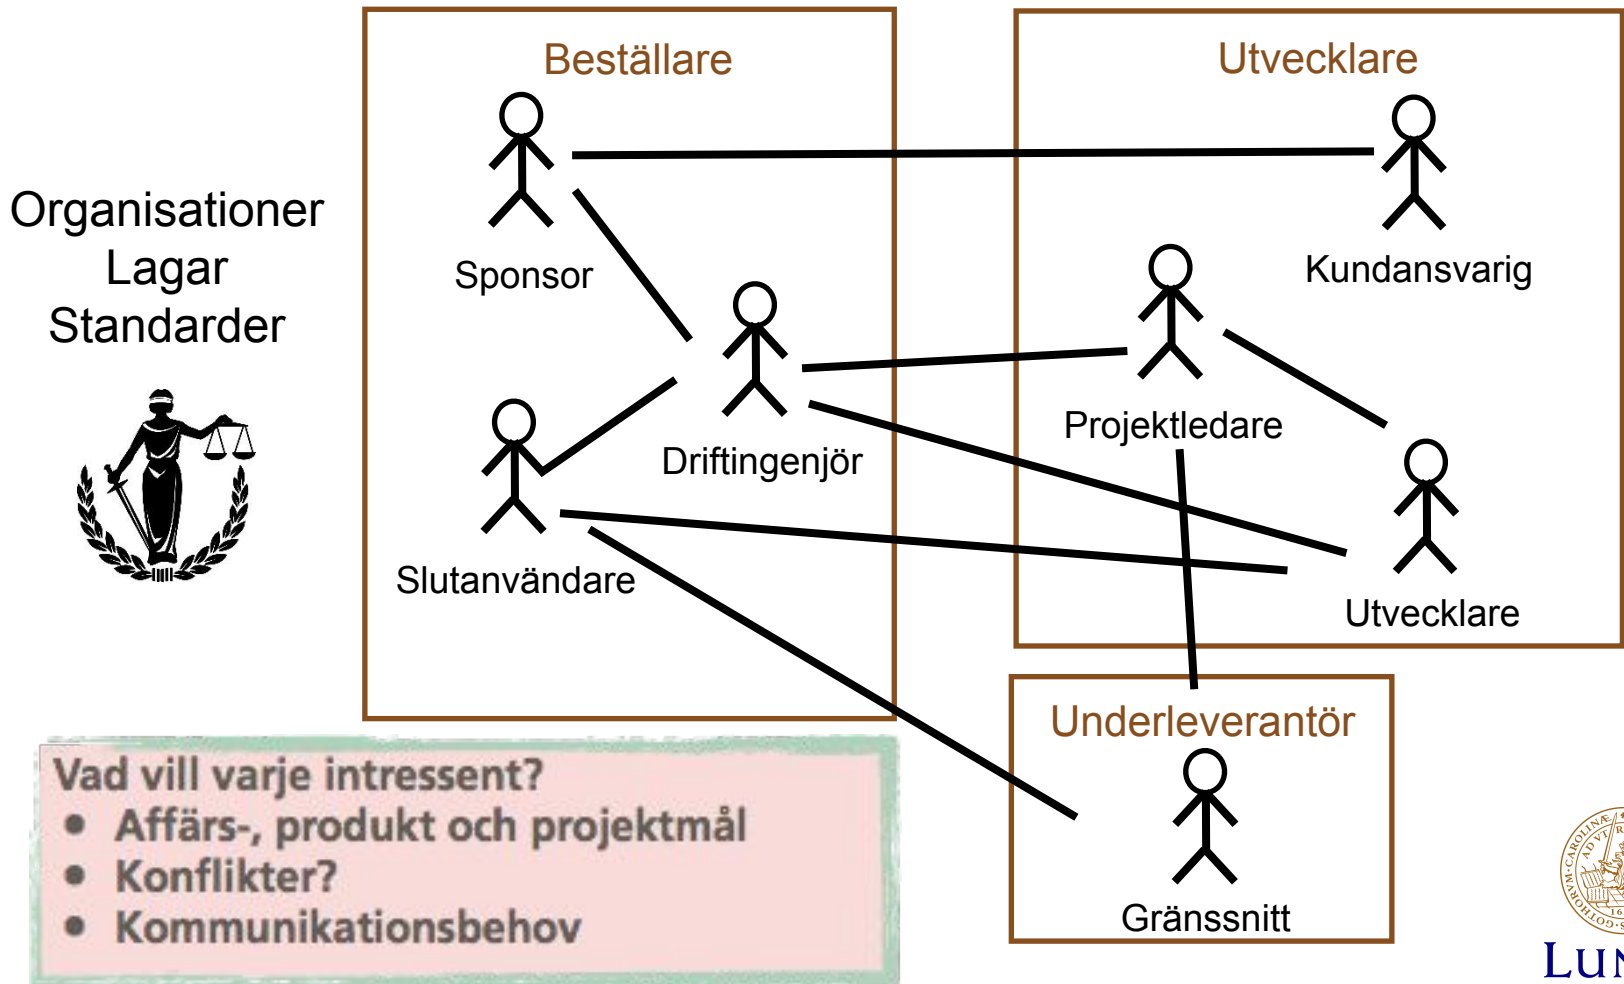 Beställare
Utvecklare
Organisationer
Lagar
Standarder
Sponsor
Kundansvarig
Projektledare
Driftingenjör
Slutanvändare
Utvecklare
Underleverantör
Gränssnitt
Vad vill varje intressent?
• Affärs-, produkt och projektmål
• Konflikter?
• Kommunikationsbehov